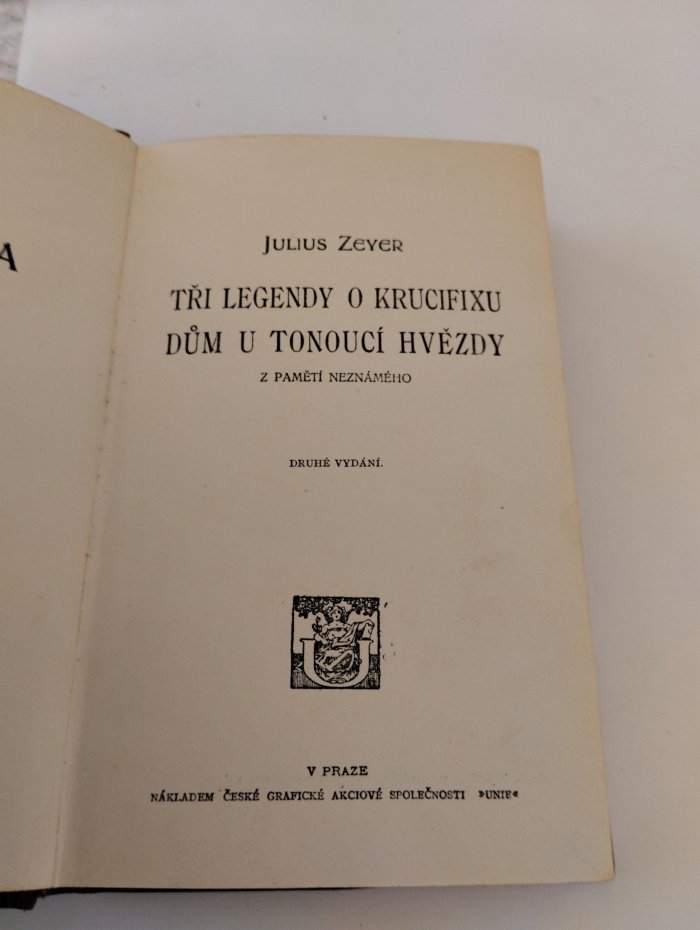 A
JULIUS ZEYER
TŘI LEGENDY O KRUCIFIXU
DŮM U TONOUCÍ HVĚZDY
Z PAMĚTÍ NEZNÁMÉHO
DRUHÉ VYDÁNÍ.
U
V PRAZE
NÁKLADEM ČESKÉ GRAFICKÉ AKCIOVÉ SPOLEČNOSTI »UNIE«